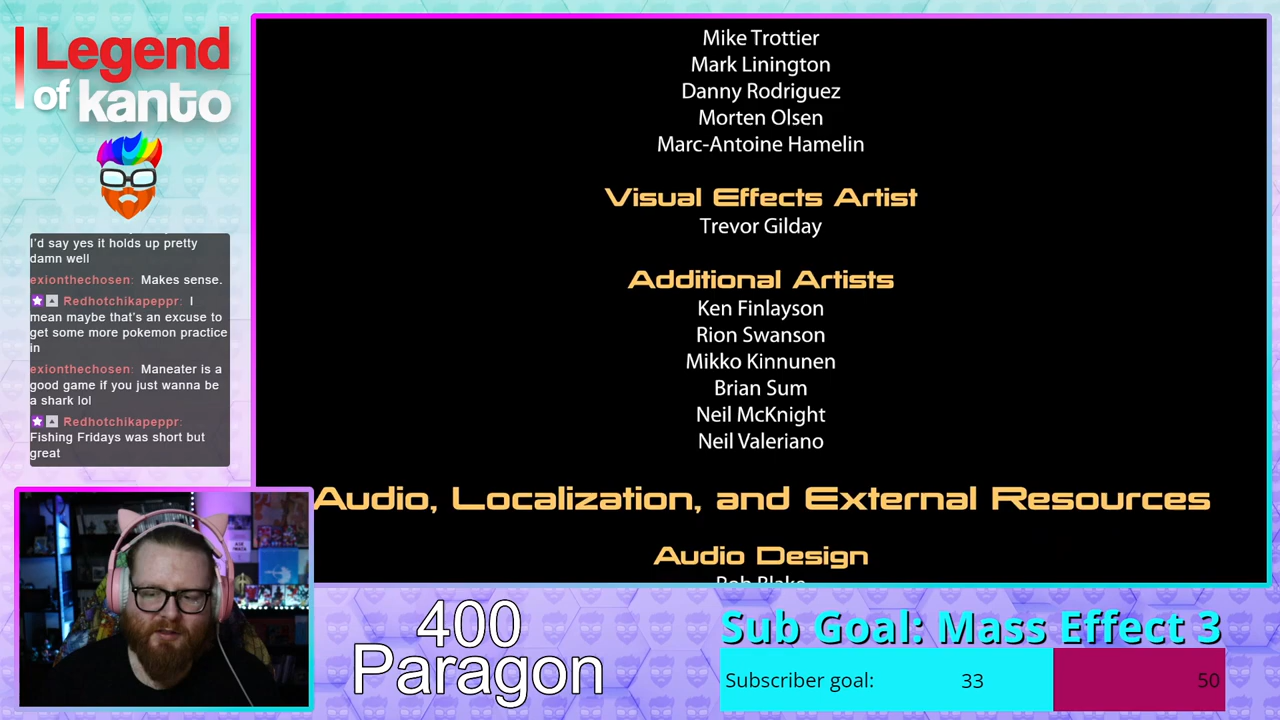 Legend
of kanto
I'd say yes it holds up pretty
damn well
exionthechosen: Makes sense.
Redhotchikapeppr: I
mean maybe that's an excuse to
get some more pokemon practice
in
exionthechosen: Maneater is a
good game if you just wanna be
a shark lol
Redhotchikapeppr:
Fishing Fridays was short but
great
Mike Trottier
Mark Linington
Danny Rodriguez
Morten Olsen
Marc-Antoine Hamelin
Visual Effects Artist
Trevor Gilday
Additional Artists
Ken Finlayson
Rion Swanson
Mikko Kinnunen
Brian Sum
Neil McKnight
Neil Valeriano
Audio, Localization, and External Resources
Audio Design
Rob Blake
400
Paragon
Sub Goal: Mass Effect 3
Subscriber goal: 33 50